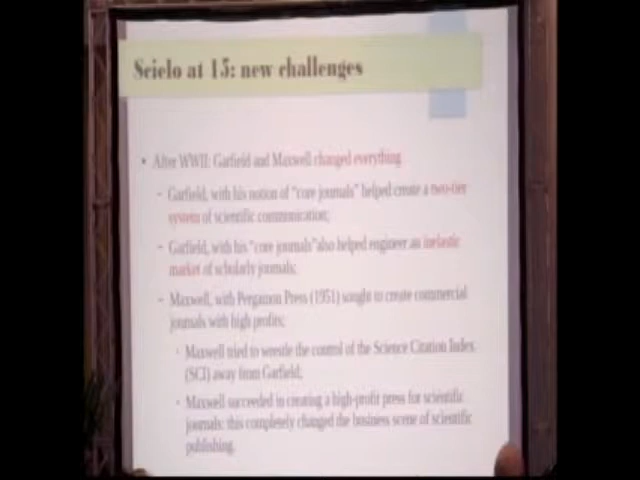 Scielo at 15: new challenges
• After WWII: Garfield and Maxwell changed everything
– Garfield, with his notion of "core journals" helped create a two-tier
system of scientific communication;
– Garfield, with his "core journals"also helped engineer an inelastic
market of scholarly journals;
– Maxwell, with Pergamon Press (1951) sought to create commercial
journals with high profits;
· Maxwell tried to wrestle the control of the Science Citation Index
(SCI) away from Garfield;
· Maxwell succeeded in creating a high-profit press for scientific
journals: this completely changed the business scene of scientific
publishing.